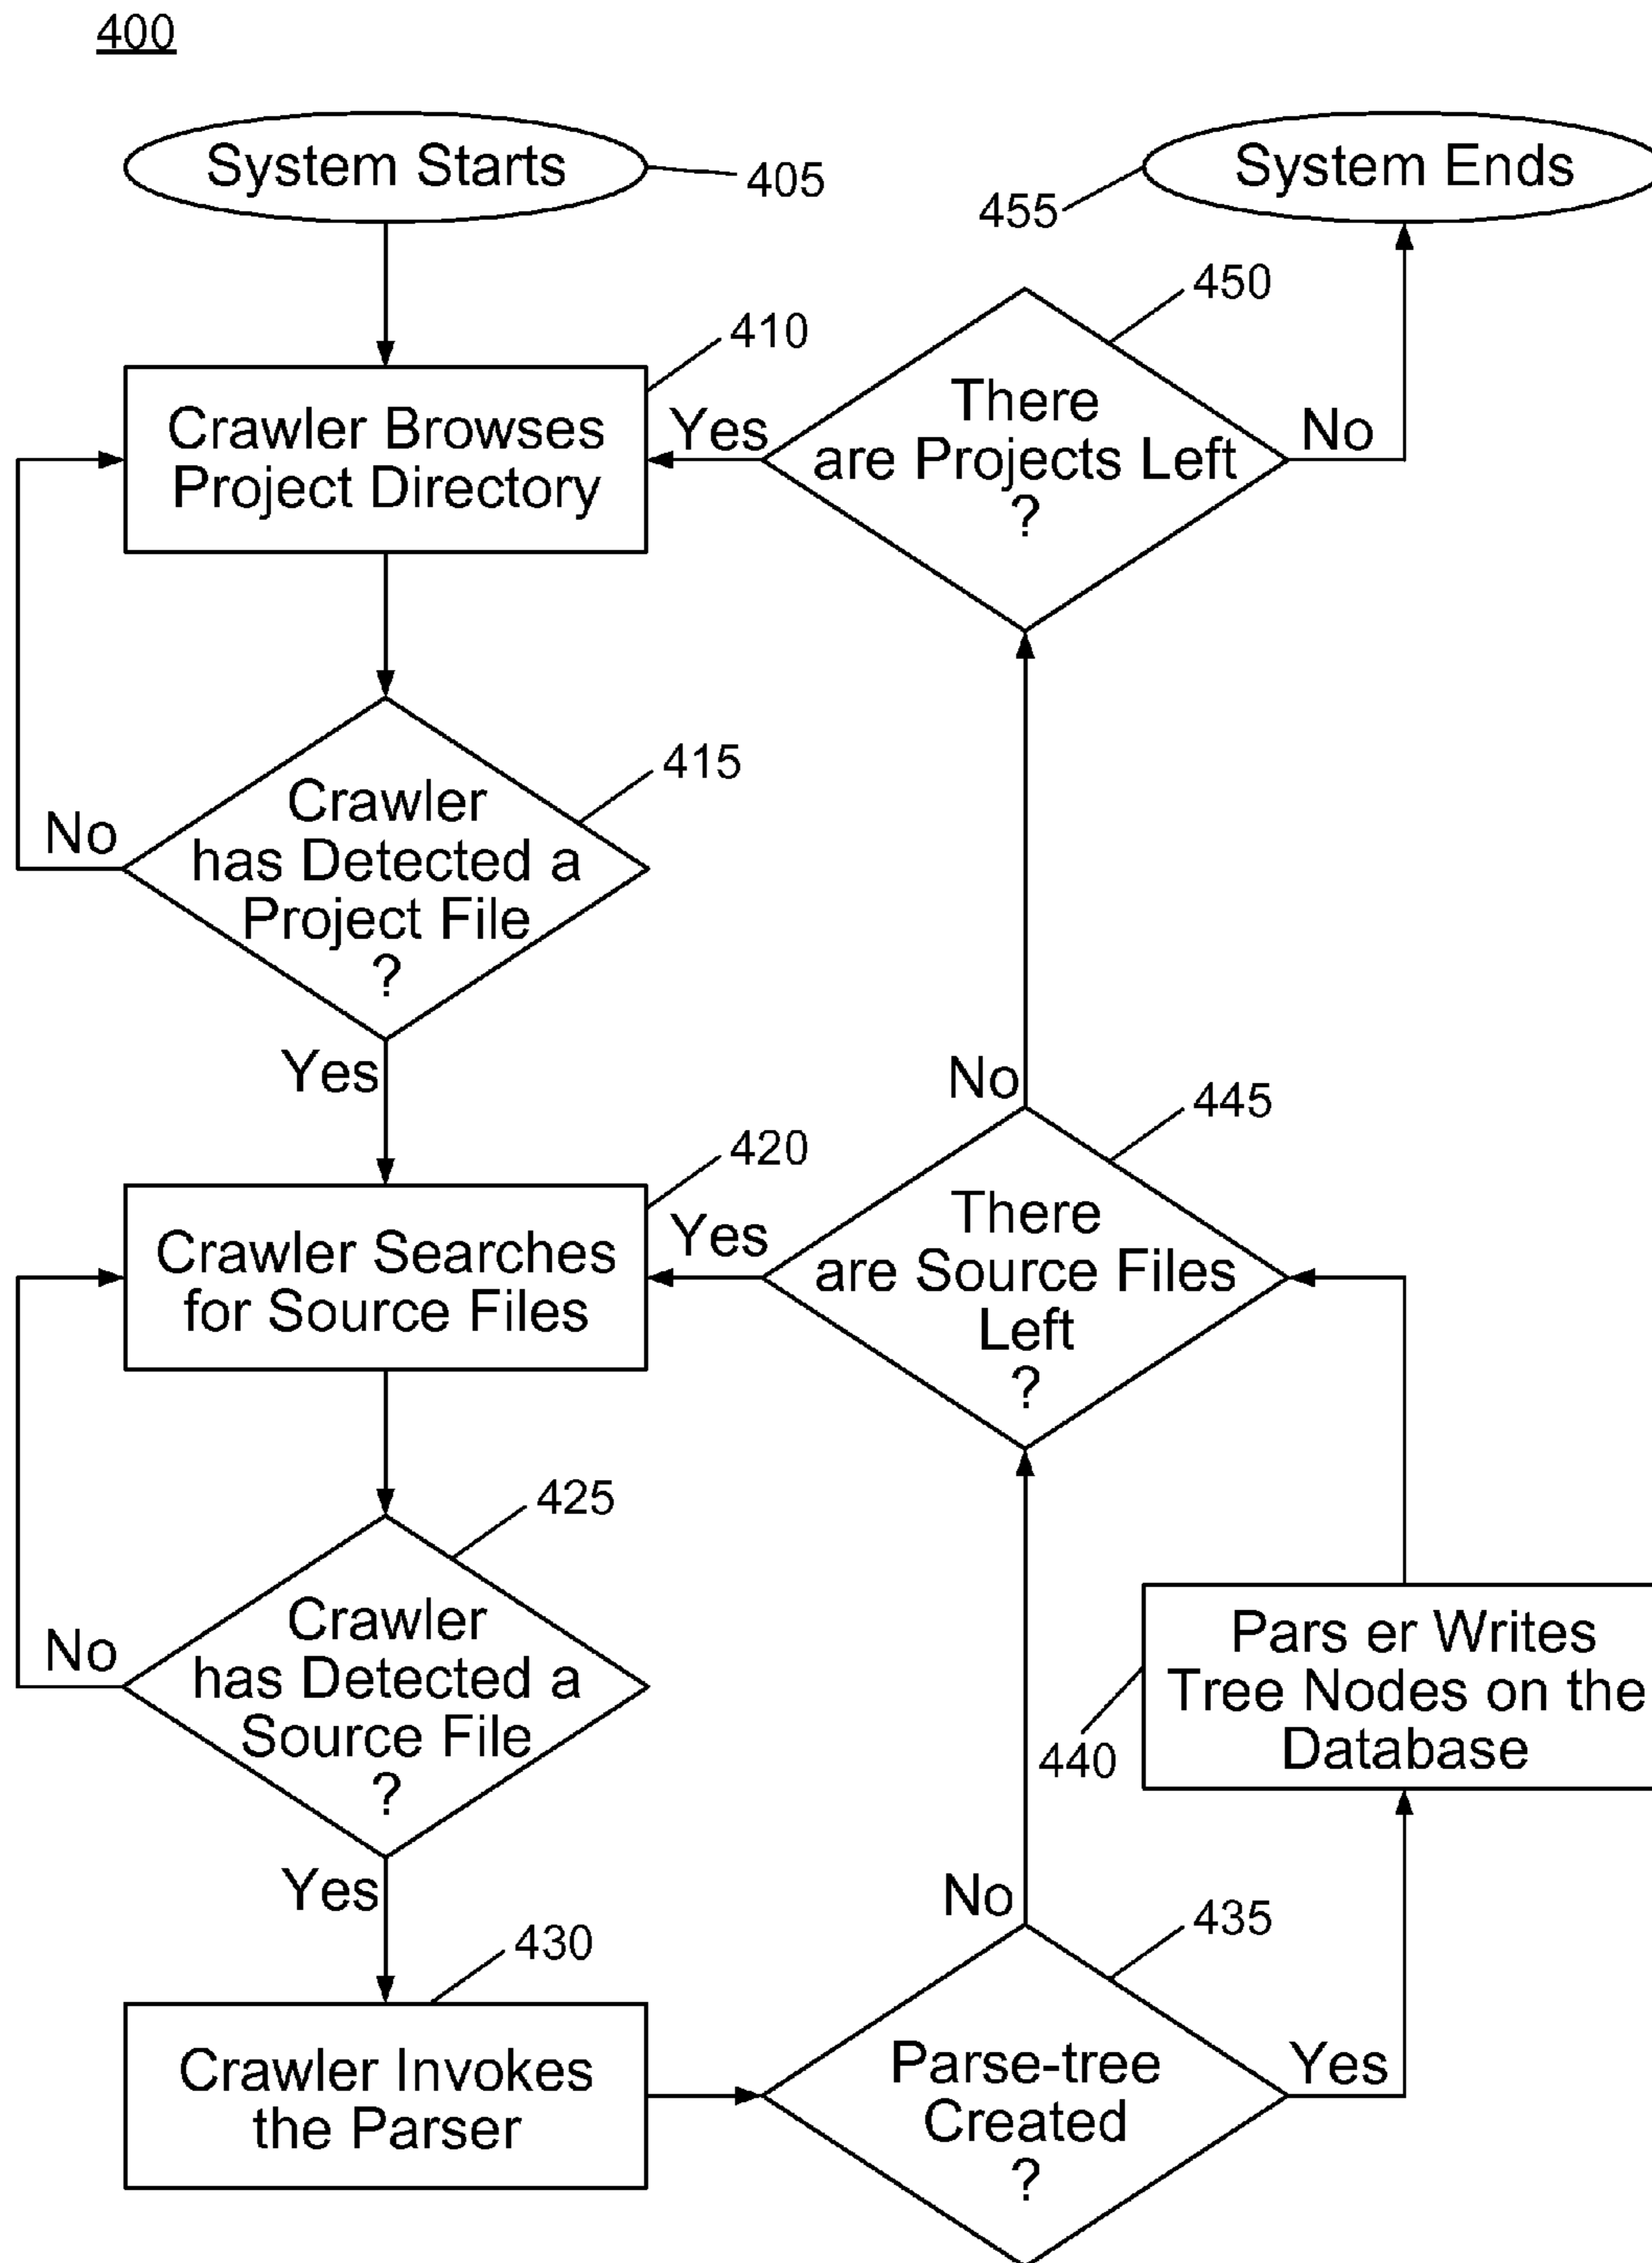 400
System Starts
405
System Ends
455
450
410
There
are Projects Left
?
Yes
No
Crawler Browses
Project Directory
415
Crawler
has Detected a
Project File
?
No
Yes
420
445
No
There
are Source Files
Left
?
Yes
Crawler Searches
for Source Files
425
Crawler
has Detected a
Source File
?
No
Yes
Pars er Writes
Tree Nodes on the
Database
440
430
435
No
Crawler Invokes
the Parser
Parse-tree
Created
?
Yes